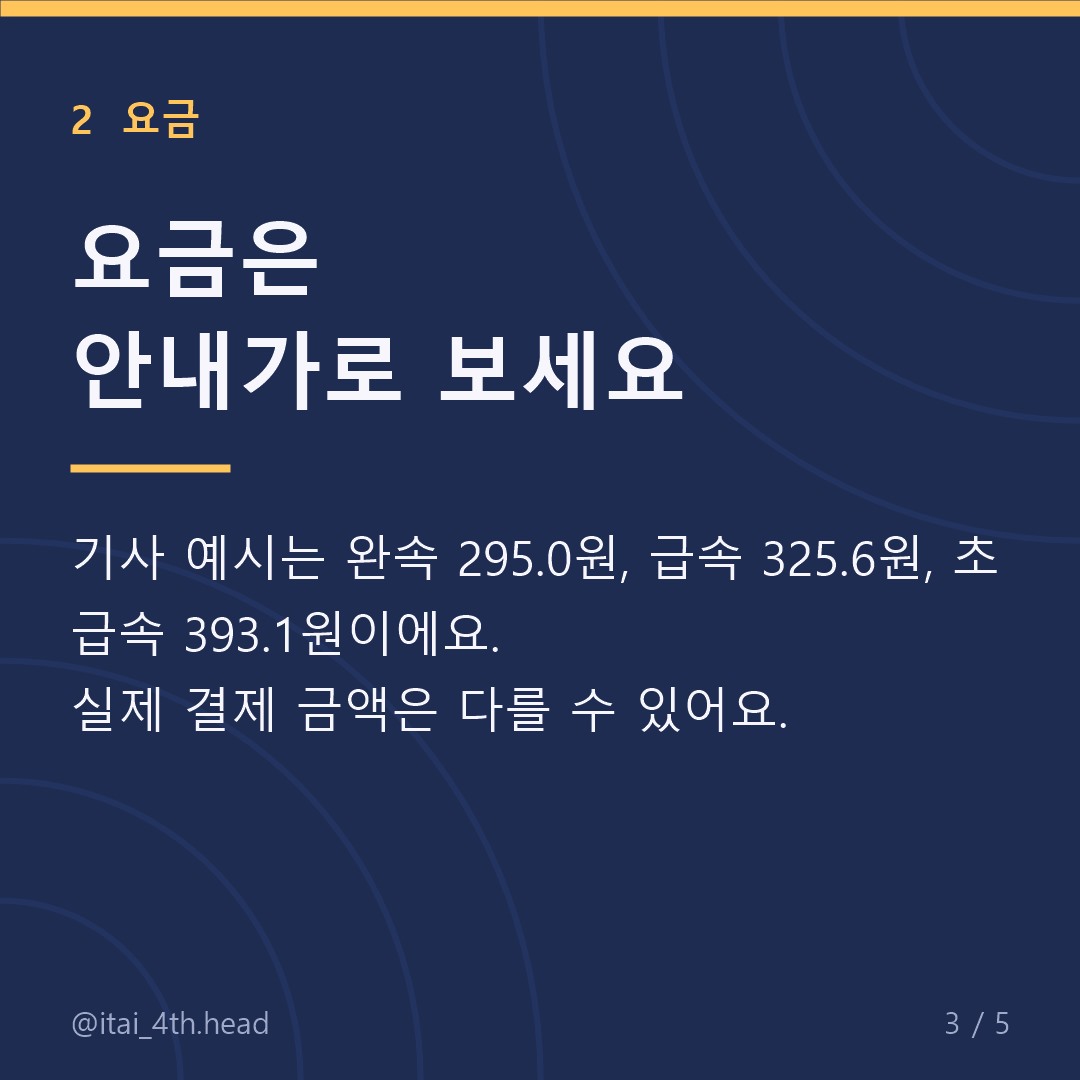 2 요금
요금은
안내가로 보세요
기사 예시는 완속 295.0원, 급속 325.6원, 초
급속 393.1원이에요.
실제 결제 금액은 다를 수 있어요.
@itai_4th.head
3 / 5